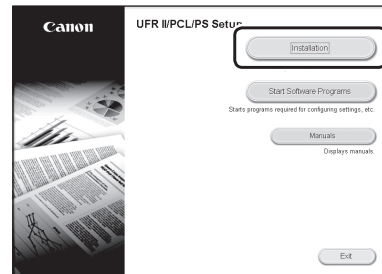 Canon
UFR II/PCL/PS Setup
Installation
Start Software Programs
Starts programs required for configuring settings, etc.
Manuals
Displays manuals.
Exit